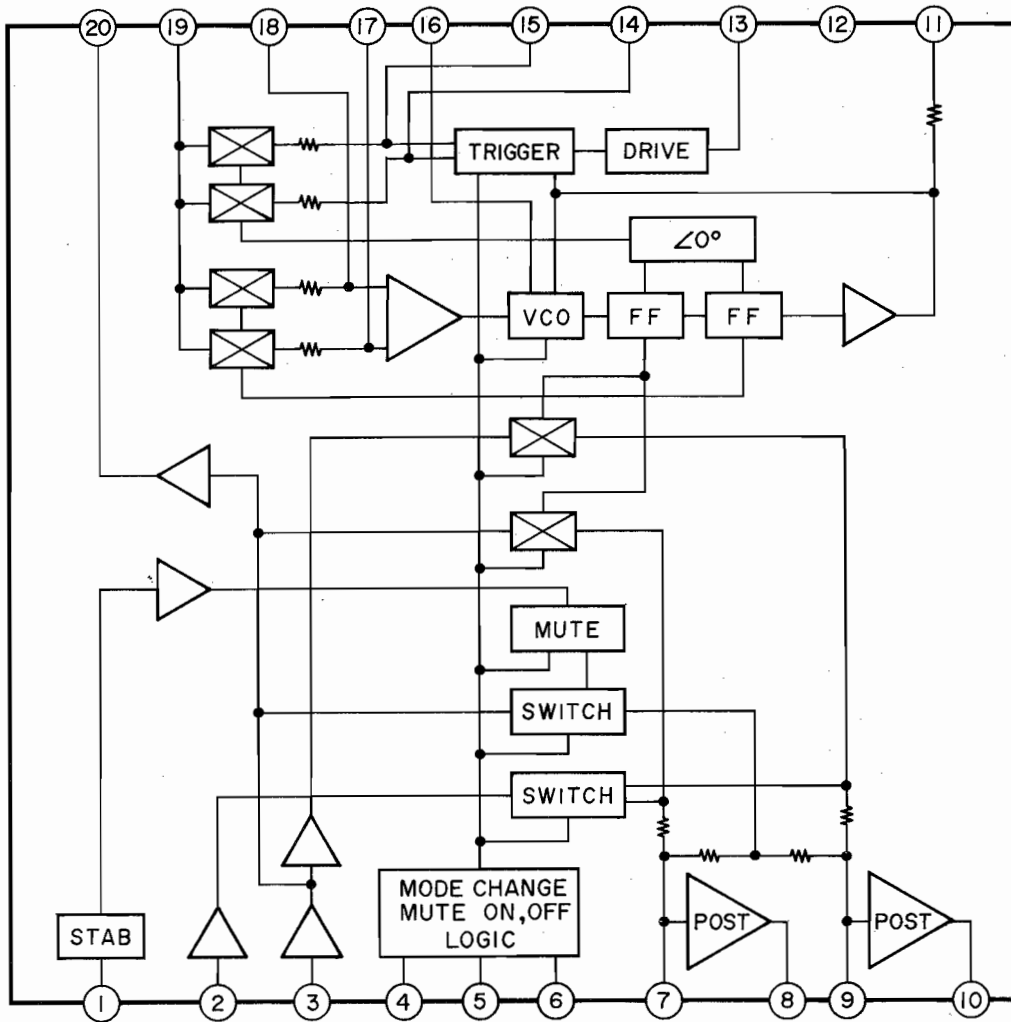 20 19 18 17 16 15 14 13 12 11
TRIGGER DRIVE
∠0°
VCO FF FF
MUTE
SWITCH
SWITCH
MODE CHANGE
MUTE ON,OFF
LOGIC
STAB
POST POST
1 2 3 4 5 6 7 8 9 10